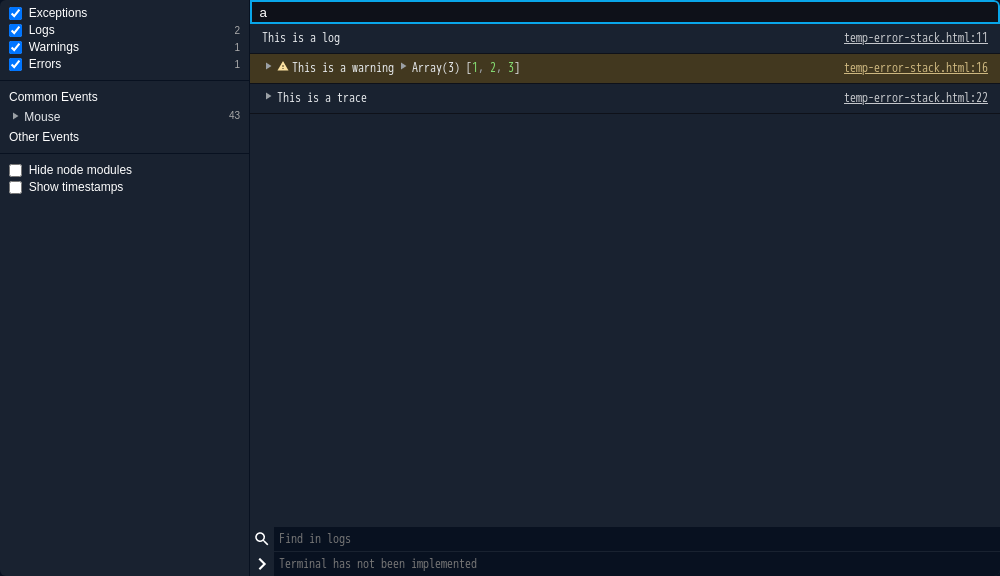 Exceptions
Logs 2
Warnings 1
Errors 1
Common Events
Mouse 43
Other Events
Hide node modules
Show timestamps
a
This is a log temp-error-stack.html:11
This is a warning Array(3) [1, 2, 3] temp-error-stack.html:16
This is a trace temp-error-stack.html:22
Find in logs
Terminal has not been implemented